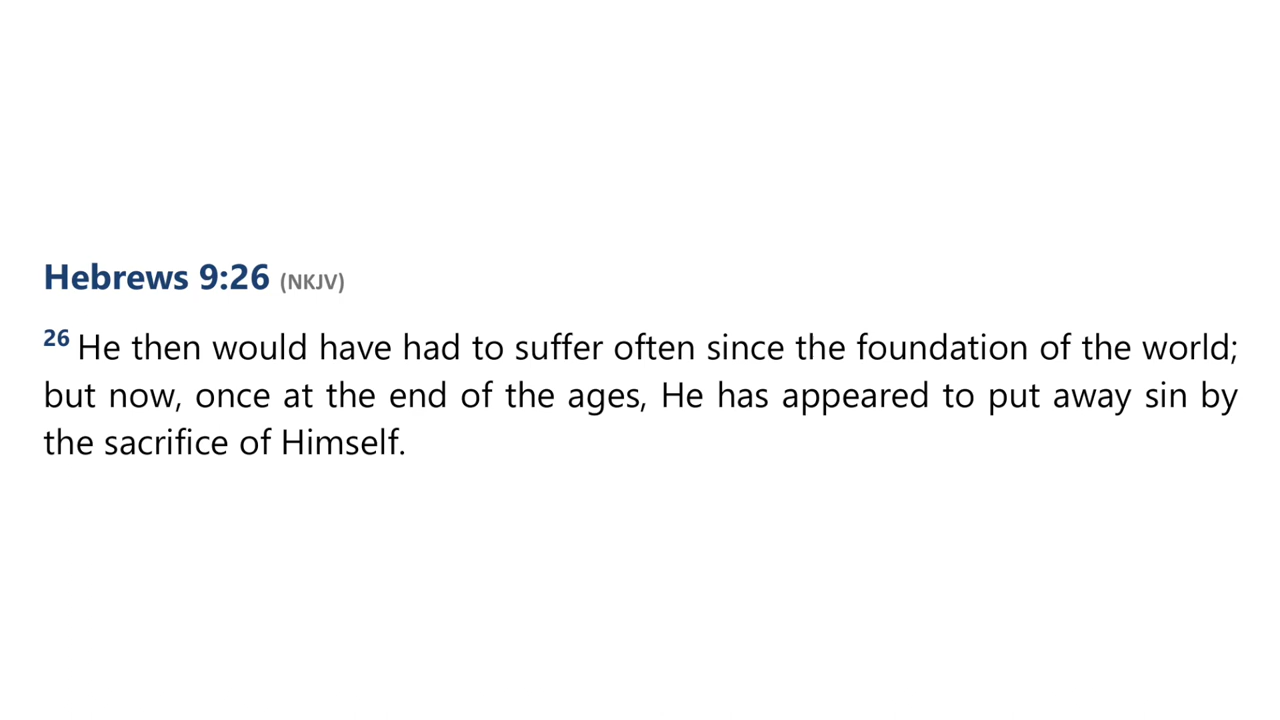 Hebrews 9:26 (NKJV)
26 He then would have had to suffer often since the foundation of the world;
but now, once at the end of the ages, He has appeared to put away sin by
the sacrifice of Himself.